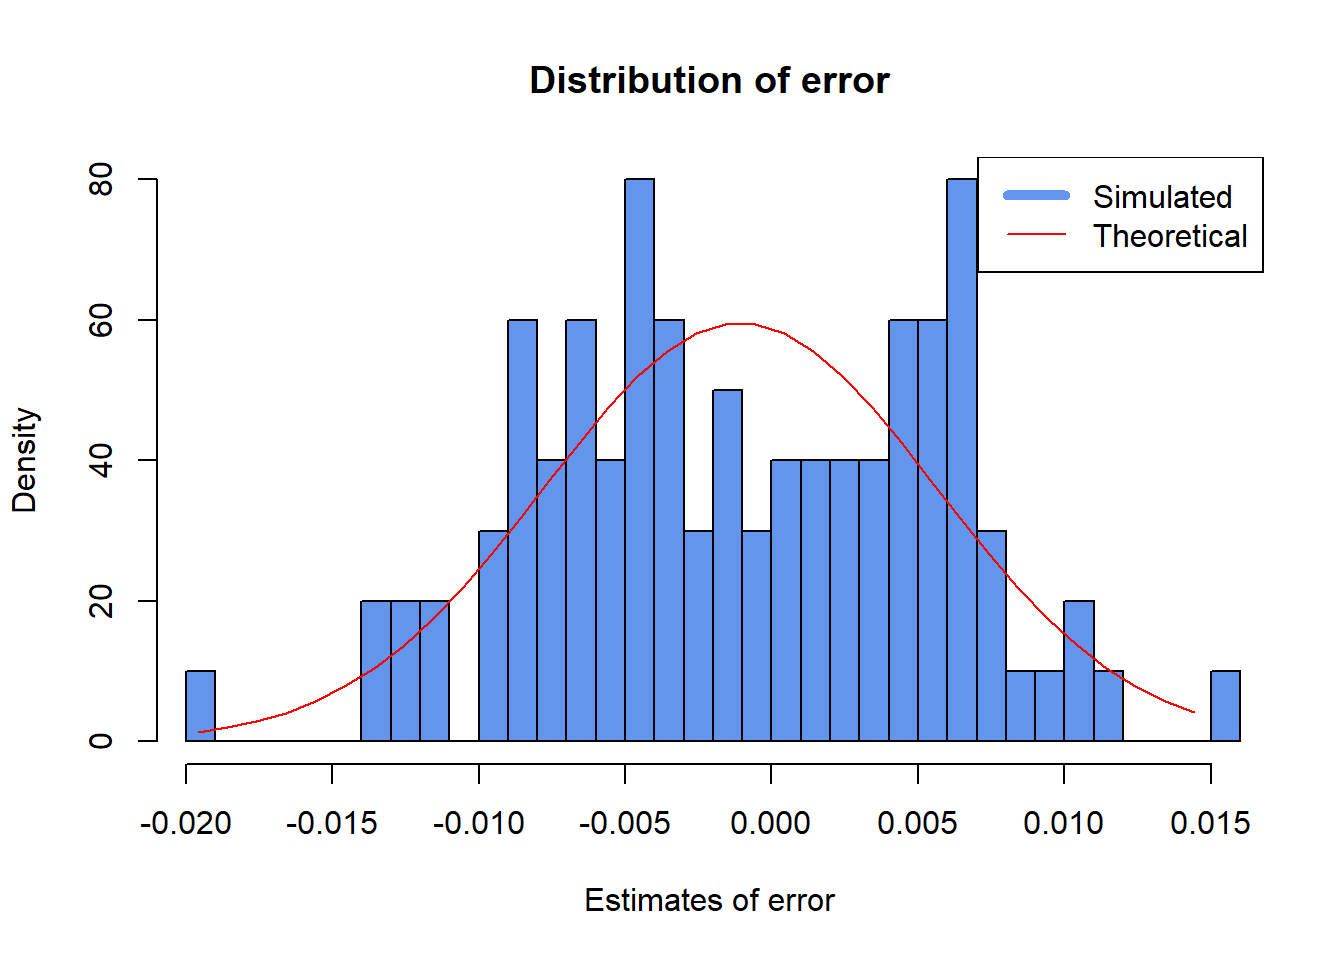 Distribution of error
Simulated
Theoretical
80
60
40
20
0
Density
-0.020
-0.015
-0.010
-0.005
0.000
0.005
0.010
0.015
Estimates of error